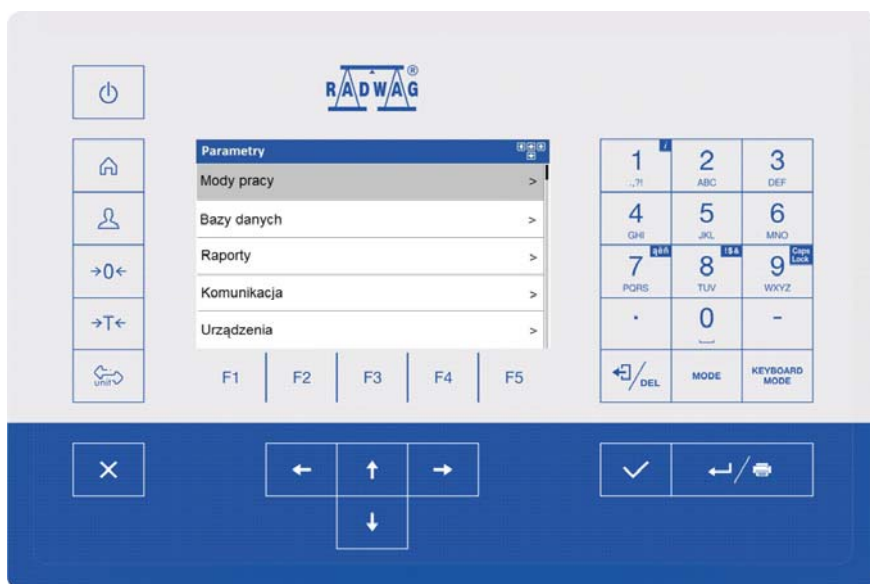 RADWAG®
Parametry
Mody pracy >
Bazy danych >
Raporty >
Komunikacja >
Urządzenia >
F1 F2 F3 F4 F5
→0←
→T←
unit
1 i .,?!
2 ABC
3 DEF
4 GHI
5 JKL
6 MNO
7 ąèñ PQRS
8 !$& TUV
9 Caps Lock WXYZ
.
0
-
/DEL
MODE
KEYBOARD MODE